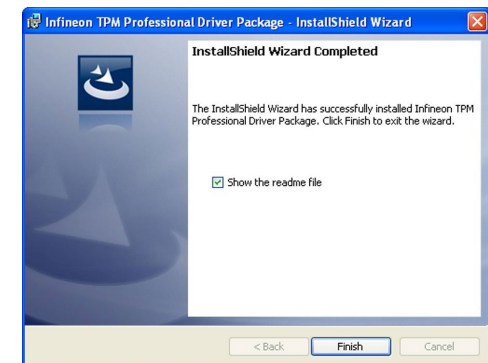 Infineon TPM Professional Driver Package - InstallShield Wizard
InstallShield Wizard Completed
The InstallShield Wizard has successfully installed Infineon TPM
Professional Driver Package. Click Finish to exit the wizard.
Show the readme file
< Back
Finish
Cancel